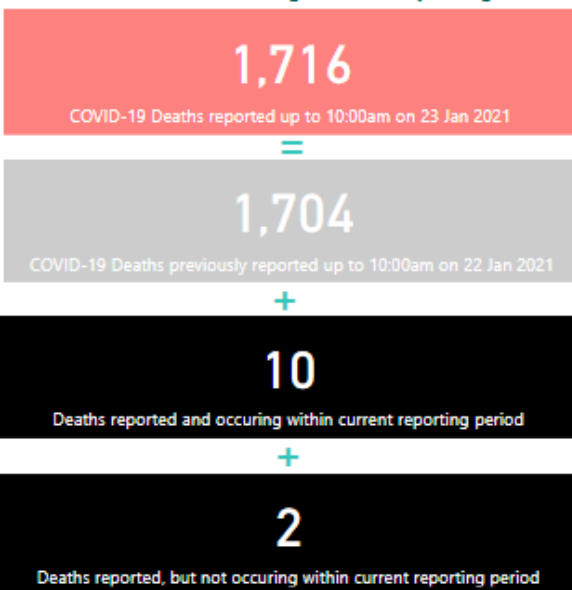 1,716
COVID-19 Deaths reported up to 10:00am on 23 Jan 2021
=
1,704
COVID-19 Deaths previously reported up to 10:00am on 22 Jan 2021
+
10
Deaths reported and occuring within current reporting period
+
2
Deaths reported, but not occuring within current reporting period